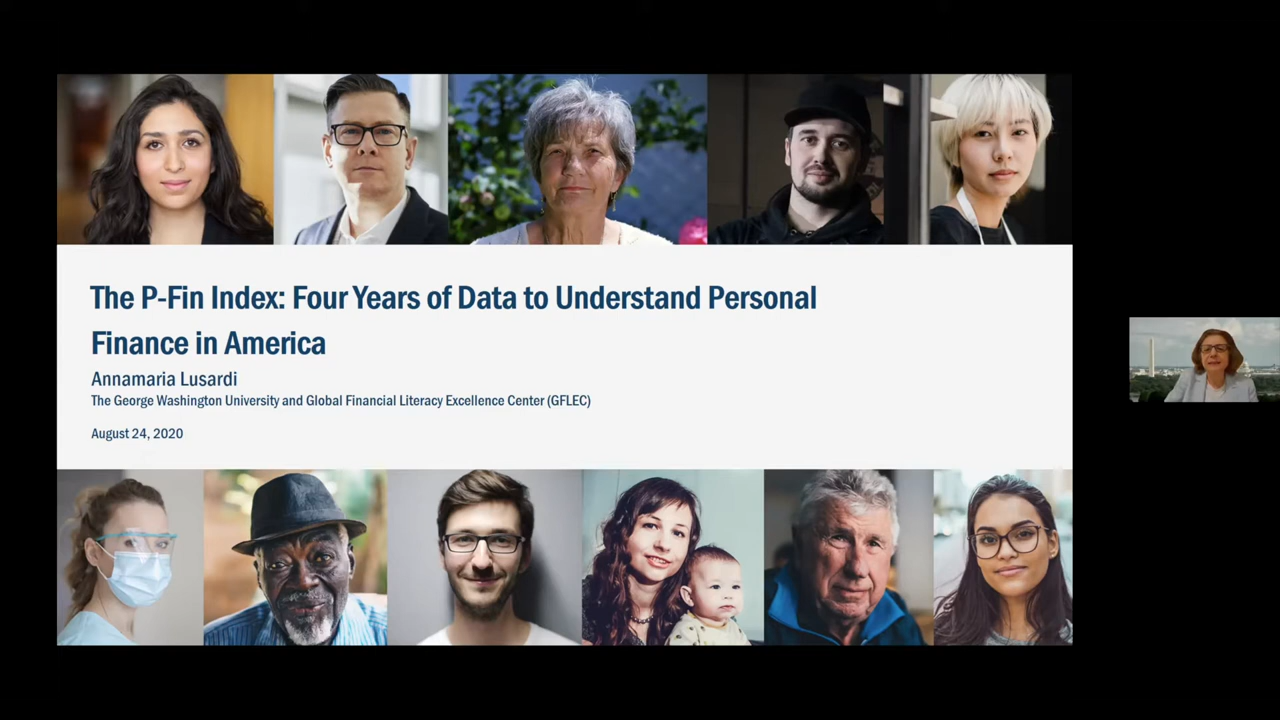 The P-Fin Index: Four Years of Data to Understand Personal
Finance in America
Annamaria Lusardi
The George Washington University and Global Financial Literacy Excellence Center (GFLEC)
August 24, 2020